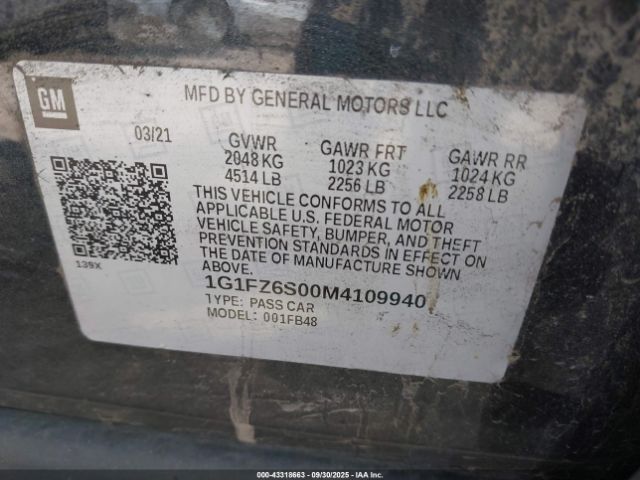 GM
MFD BY GENERAL MOTORS LLC
03/21
GVWR
2048 KG
4514 LB
GAWR FRT
1023 KG
2256 LB
GAWR RR
1024 KG
2258 LB
THIS VEHICLE CONFORMS TO ALL
APPLICABLE U.S. FEDERAL MOTOR
VEHICLE SAFETY, BUMPER, AND THEFT
PREVENTION STANDARDS IN EFFECT ON
THE DATE OF MANUFACTURE SHOWN
ABOVE.
139X
1G1FZ6S00M4109940
TYPE: PASS CAR
MODEL: 001FB48
000-43318663 | 09/30/2025 | IAA Inc.